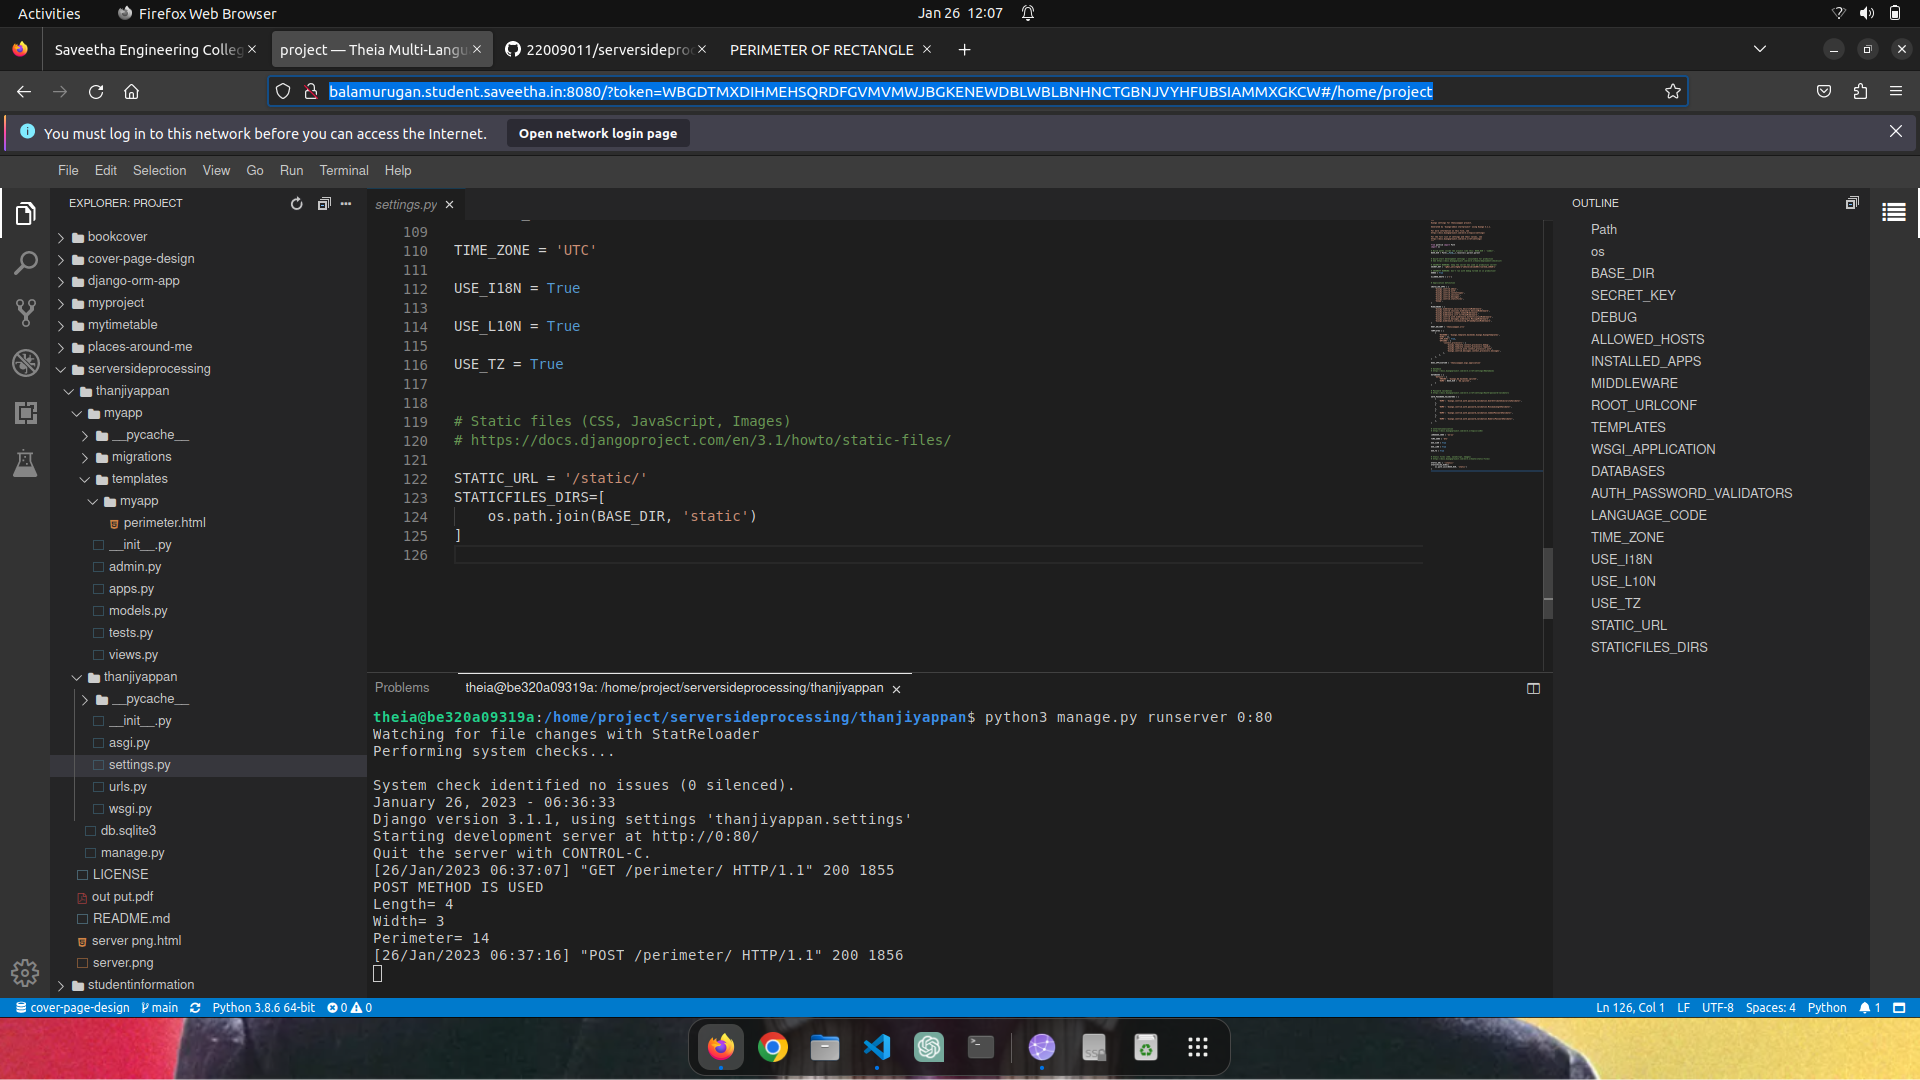 Activities
Firefox Web Browser
Jan 26 12:07
Saveetha Engineering Colleg
project — Theia Multi-Langu
22009011/serversideproc
PERIMETER OF RECTANGLE
balamurugan.student.saveetha.in:8080/?token=WBGDTMXDIHMEHSQRDFGVMVMWJBGKENEWDBLWBLBNHNCTGBNJVYHFUBSIAMMXGKCW#/home/project
You must log in to this network before you can access the Internet.
Open network login page
File Edit Selection View Go Run Terminal Help
EXPLORER: PROJECT
bookcover
cover-page-design
django-orm-app
myproject
mytimetable
places-around-me
serversideprocessing
thanjiyappan
myapp
__pycache__
migrations
templates
myapp
perimeter.html
__init__.py
admin.py
apps.py
models.py
tests.py
views.py
thanjiyappan
__pycache__
__init__.py
asgi.py
settings.py
urls.py
wsgi.py
db.sqlite3
manage.py
LICENSE
out put.pdf
README.md
server png.html
server.png
studentinformation
settings.py
109
110 TIME_ZONE = 'UTC'
111
112 USE_I18N = True
113
114 USE_L10N = True
115
116 USE_TZ = True
117
118
119 # Static files (CSS, JavaScript, Images)
120 # https://docs.djangoproject.com/en/3.1/howto/static-files/
121
122 STATIC_URL = '/static/'
123 STATICFILES_DIRS=[
124 os.path.join(BASE_DIR, 'static')
125 ]
126
Problems
theia@be320a09319a: /home/project/serversideprocessing/thanjiyappan
theia@be320a09319a:/home/project/serversideprocessing/thanjiyappan$ python3 manage.py runserver 0:80
Watching for file changes with StatReloader
Performing system checks...
System check identified no issues (0 silenced).
January 26, 2023 - 06:36:33
Django version 3.1.1, using settings 'thanjiyappan.settings'
Starting development server at http://0:80/
Quit the server with CONTROL-C.
[26/Jan/2023 06:37:07] "GET /perimeter/ HTTP/1.1" 200 1855
POST METHOD IS USED
Length= 4
Width= 3
Perimeter= 14
[26/Jan/2023 06:37:16] "POST /perimeter/ HTTP/1.1" 200 1856
OUTLINE
Path
os
BASE_DIR
SECRET_KEY
DEBUG
ALLOWED_HOSTS
INSTALLED_APPS
MIDDLEWARE
ROOT_URLCONF
TEMPLATES
WSGI_APPLICATION
DATABASES
AUTH_PASSWORD_VALIDATORS
LANGUAGE_CODE
TIME_ZONE
USE_I18N
USE_L10N
USE_TZ
STATIC_URL
STATICFILES_DIRS
cover-page-design main Python 3.8.6 64-bit 0 0
Ln 126, Col 1 LF UTF-8 Spaces: 4 Python 1